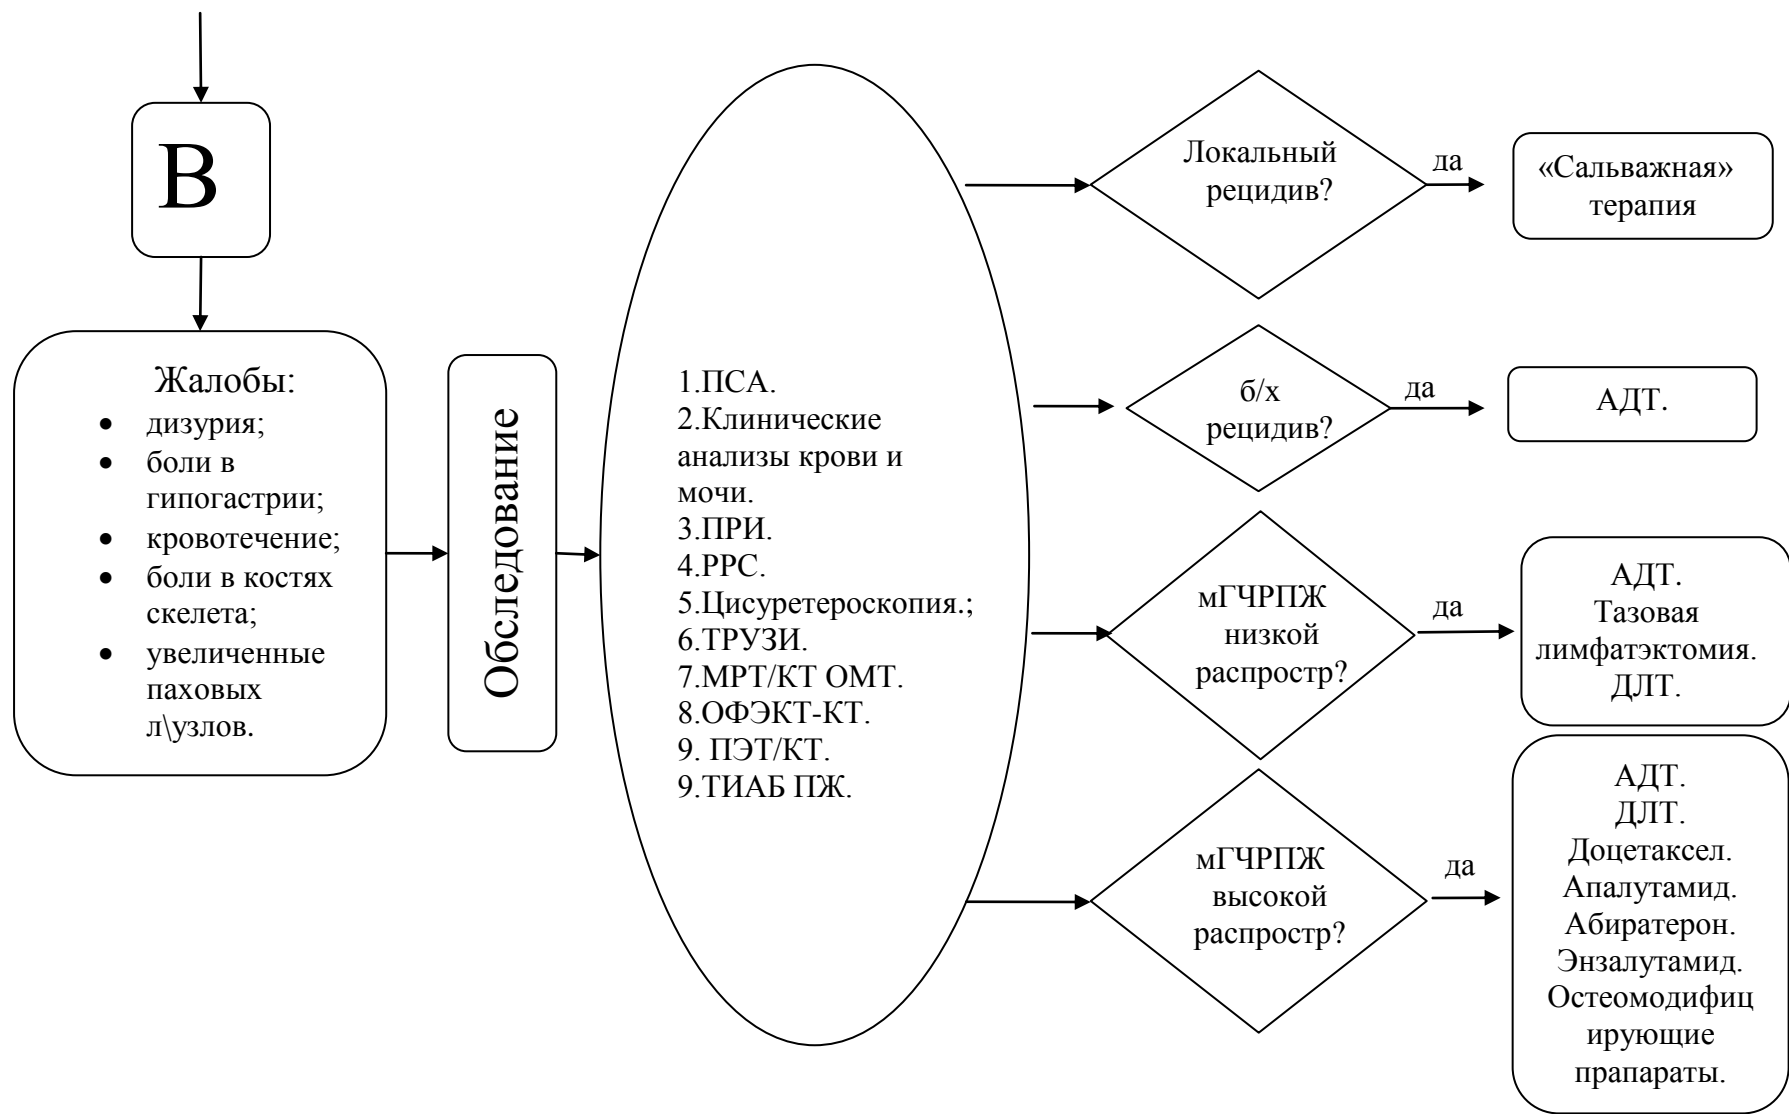 В
Жалобы:
• дизурия;
• боли в
гипогастрии;
• кровотечение;
• боли в костях
скелета;
• увеличенные
паховых
л\узлов.
Обследование
1.ПСА.
2.Клинические
анализы крови и
мочи.
3.ПРИ.
4.РРС.
5.Цисуретероскопия.;
6.ТРУЗИ.
7.МРТ/КТ ОМТ.
8.ОФЭКТ-КТ.
9. ПЭТ/КТ.
9.ТИАБ ПЖ.
Локальный
рецидив?
да
«Сальважная»
терапия
б/х
рецидив?
да
АДТ.
мГЧРПЖ
низкой
распростр?
да
АДТ.
Тазовая
лимфатэктомия.
ДЛТ.
мГЧРПЖ
высокой
распростр?
да
АДТ.
ДЛТ.
Доцетаксел.
Апалутамид.
Абиратерон.
Энзалутамид.
Остеомодифиц
ирующие
прапараты.